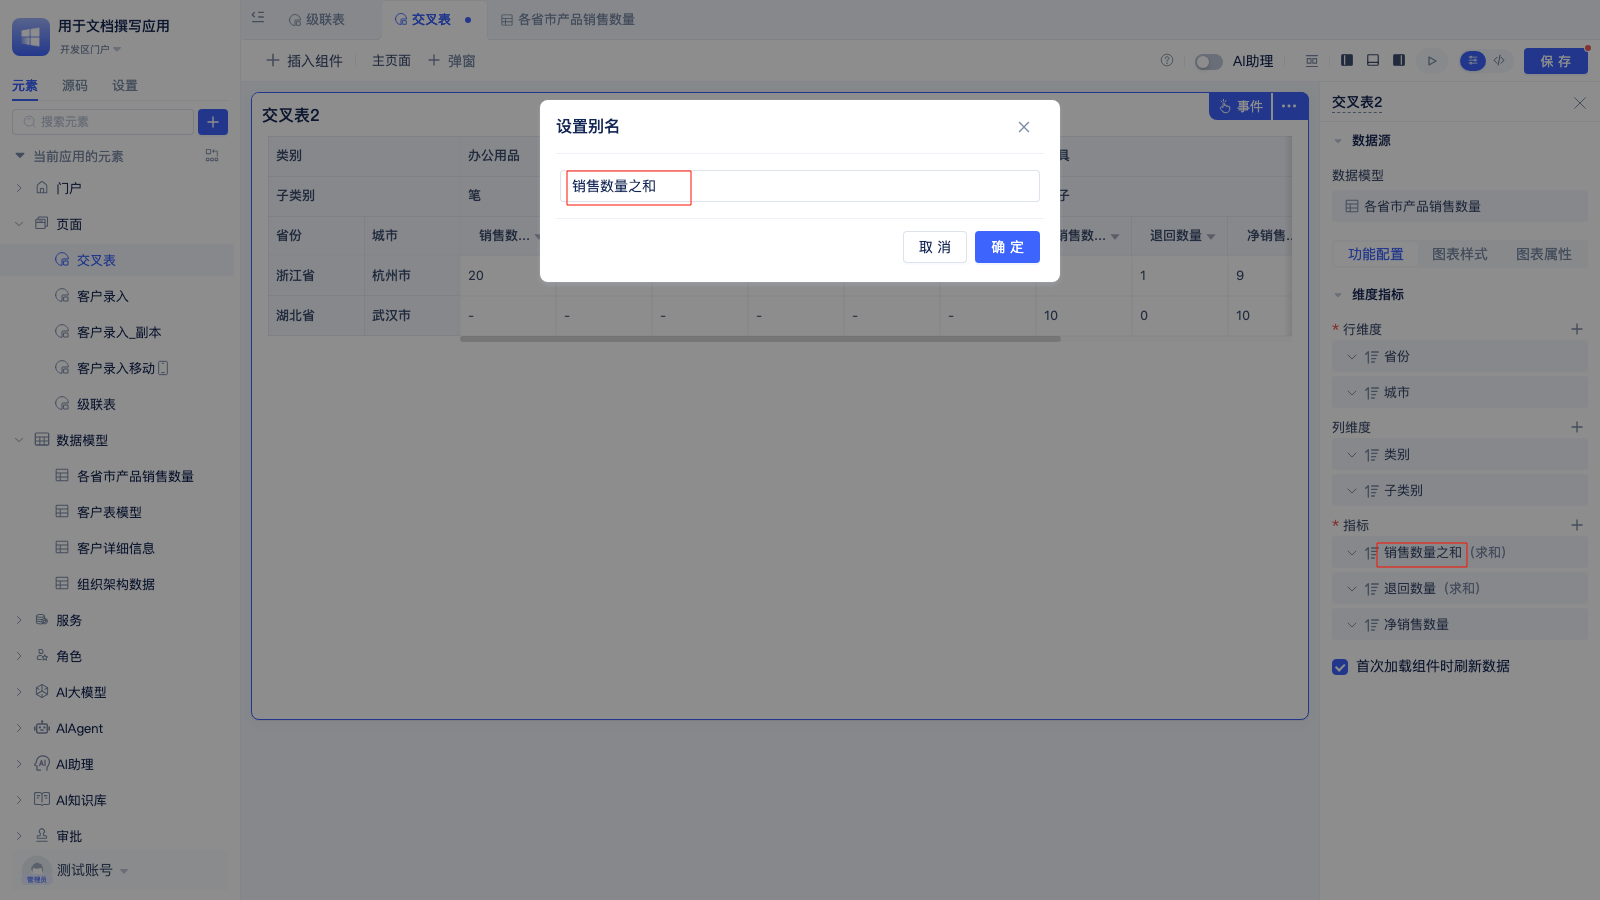 用于文档撰写应用
开发区门户
元素
源码
设置
搜索元素
当前应用的元素
门户
页面
交叉表
客户录入
客户录入_副本
客户录入移动
级联表
数据模型
各省市产品销售数量
客户表模型
客户详细信息
组织架构数据
服务
角色
AI大模型
AIAgent
AI助理
AI知识库
审批
管理员
测试账号
级联表
交叉表
各省市产品销售数量
插入组件
主页面
弹窗
AI助理
保 存
交叉表2
事件
类别
办公用品
具
子类别
笔
子
省份
城市
销售数...
销售数...
退回数量
净销售...
浙江省
杭州市
20
1
9
湖北省
武汉市
-
-
-
-
-
-
10
0
10
设置别名
销售数量之和
取 消
确 定
交叉表2
数据源
数据模型
各省市产品销售数量
功能配置
图表样式
图表属性
维度指标
* 行维度
省份
城市
列维度
类别
子类别
* 指标
销售数量之和 (求和)
退回数量 (求和)
净销售数量
首次加载组件时刷新数据